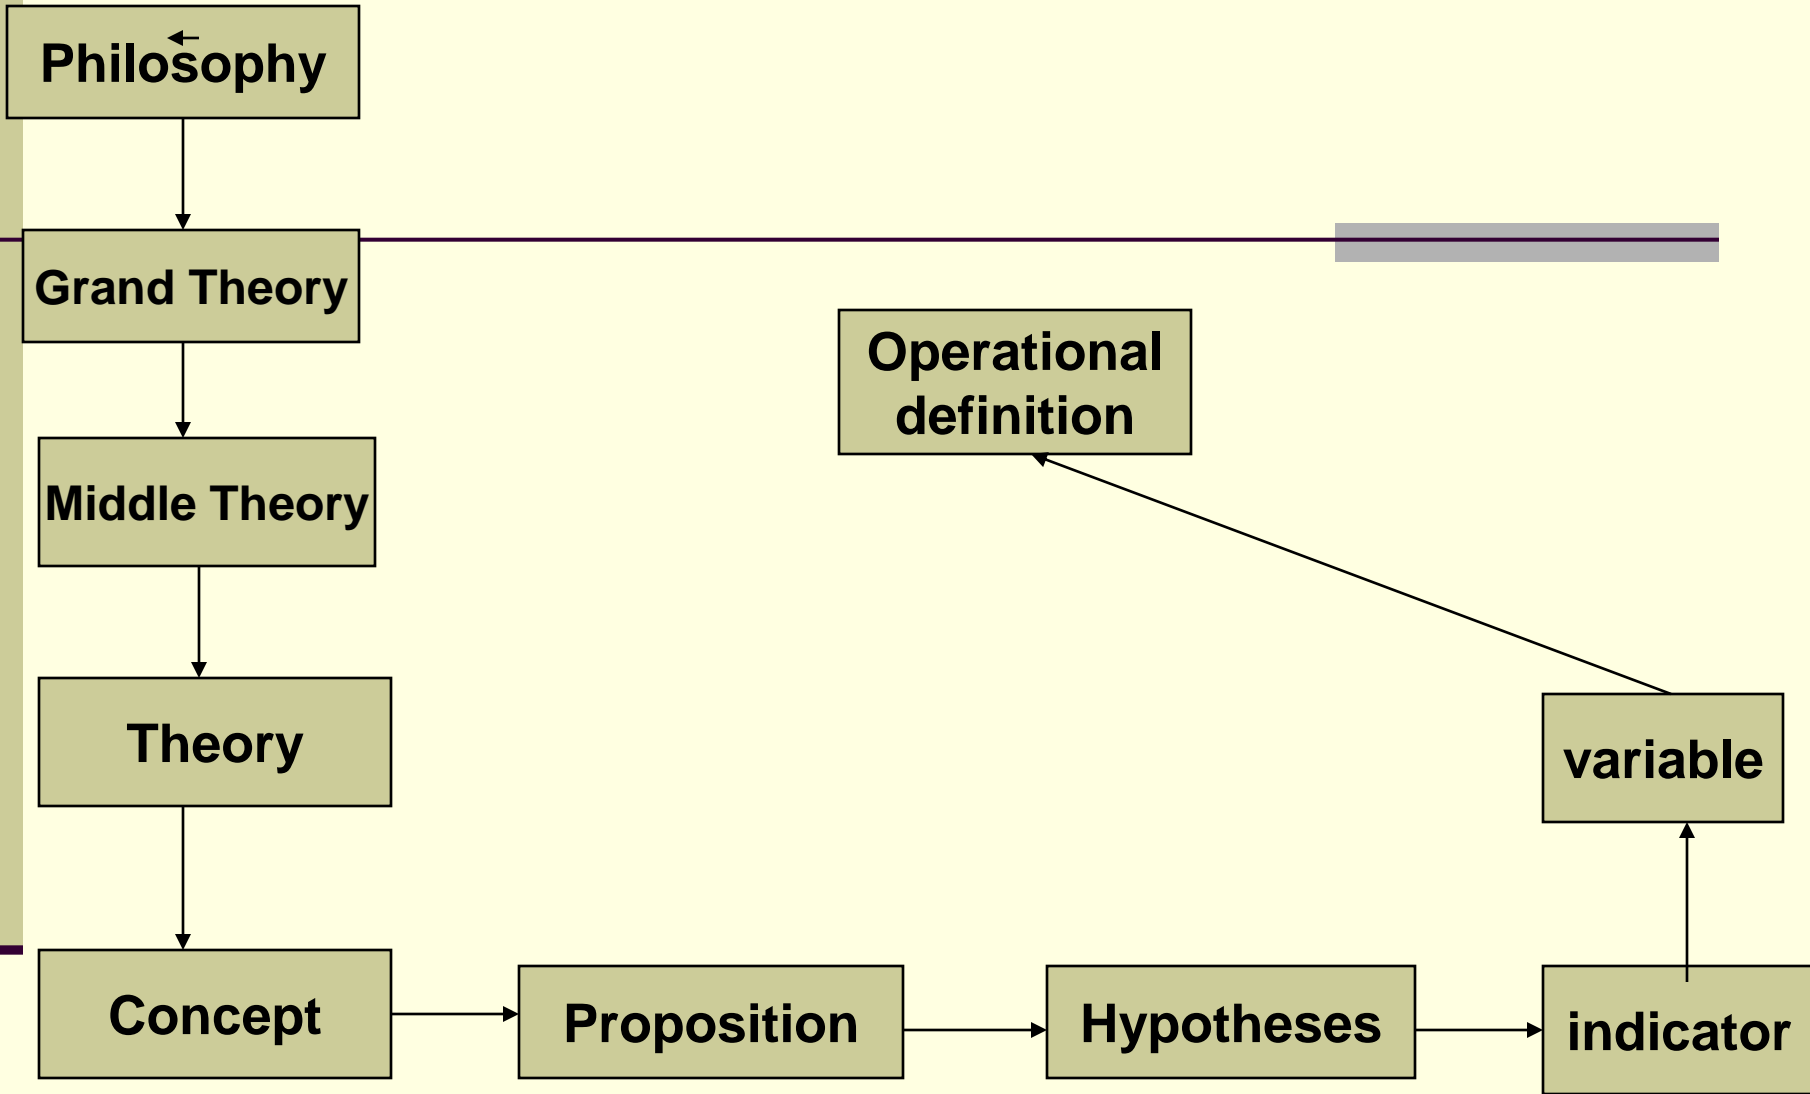 Philosophy
Grand Theory
Middle Theory
Theory
Concept
Proposition
Hypotheses
indicator
variable
Operational
definition